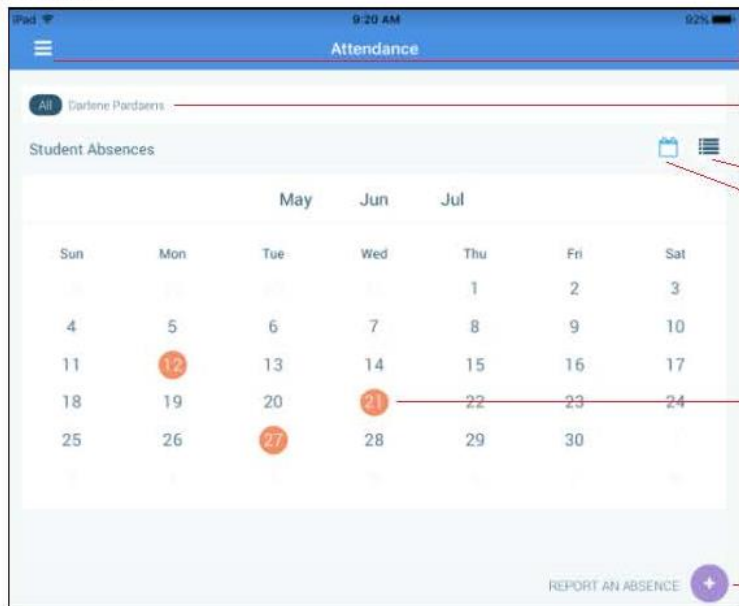 iPad 9:20 AM 92%
Attendance
All Darlene Pardaens
Student Absences
May Jun Jul
Sun Mon Tue Wed Thu Fri Sat
1 2 3
4 5 6 7 8 9 10
11 12 13 14 15 16 17
18 19 20 21 22 23 24
25 26 27 28 29 30
REPORT AN ABSENCE +